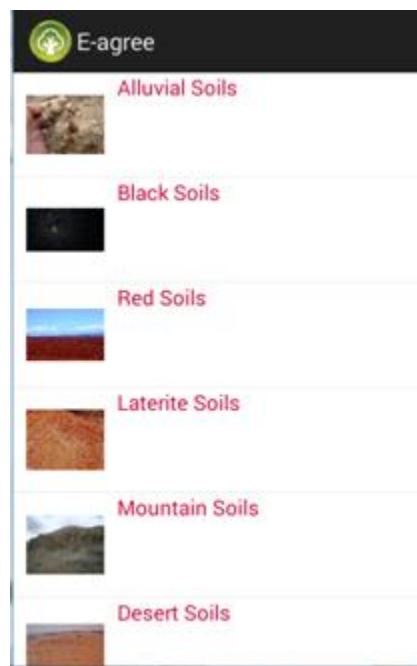 E-agree
Alluvial Soils
Black Soils
Red Soils
Laterite Soils
Mountain Soils
Desert Soils